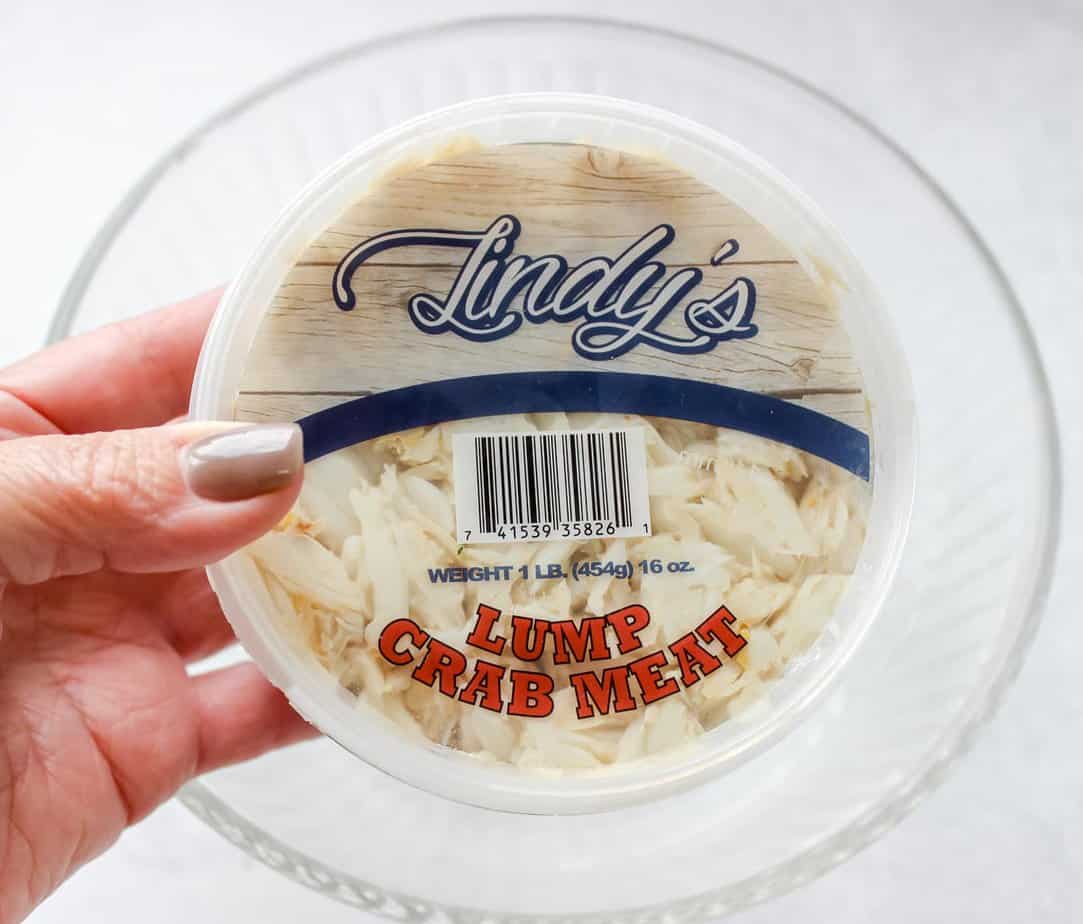 Lindy's
7 41539 35826 1
WEIGHT 1 LB. (454g) 16 oz.
LUMP
CRAB MEAT